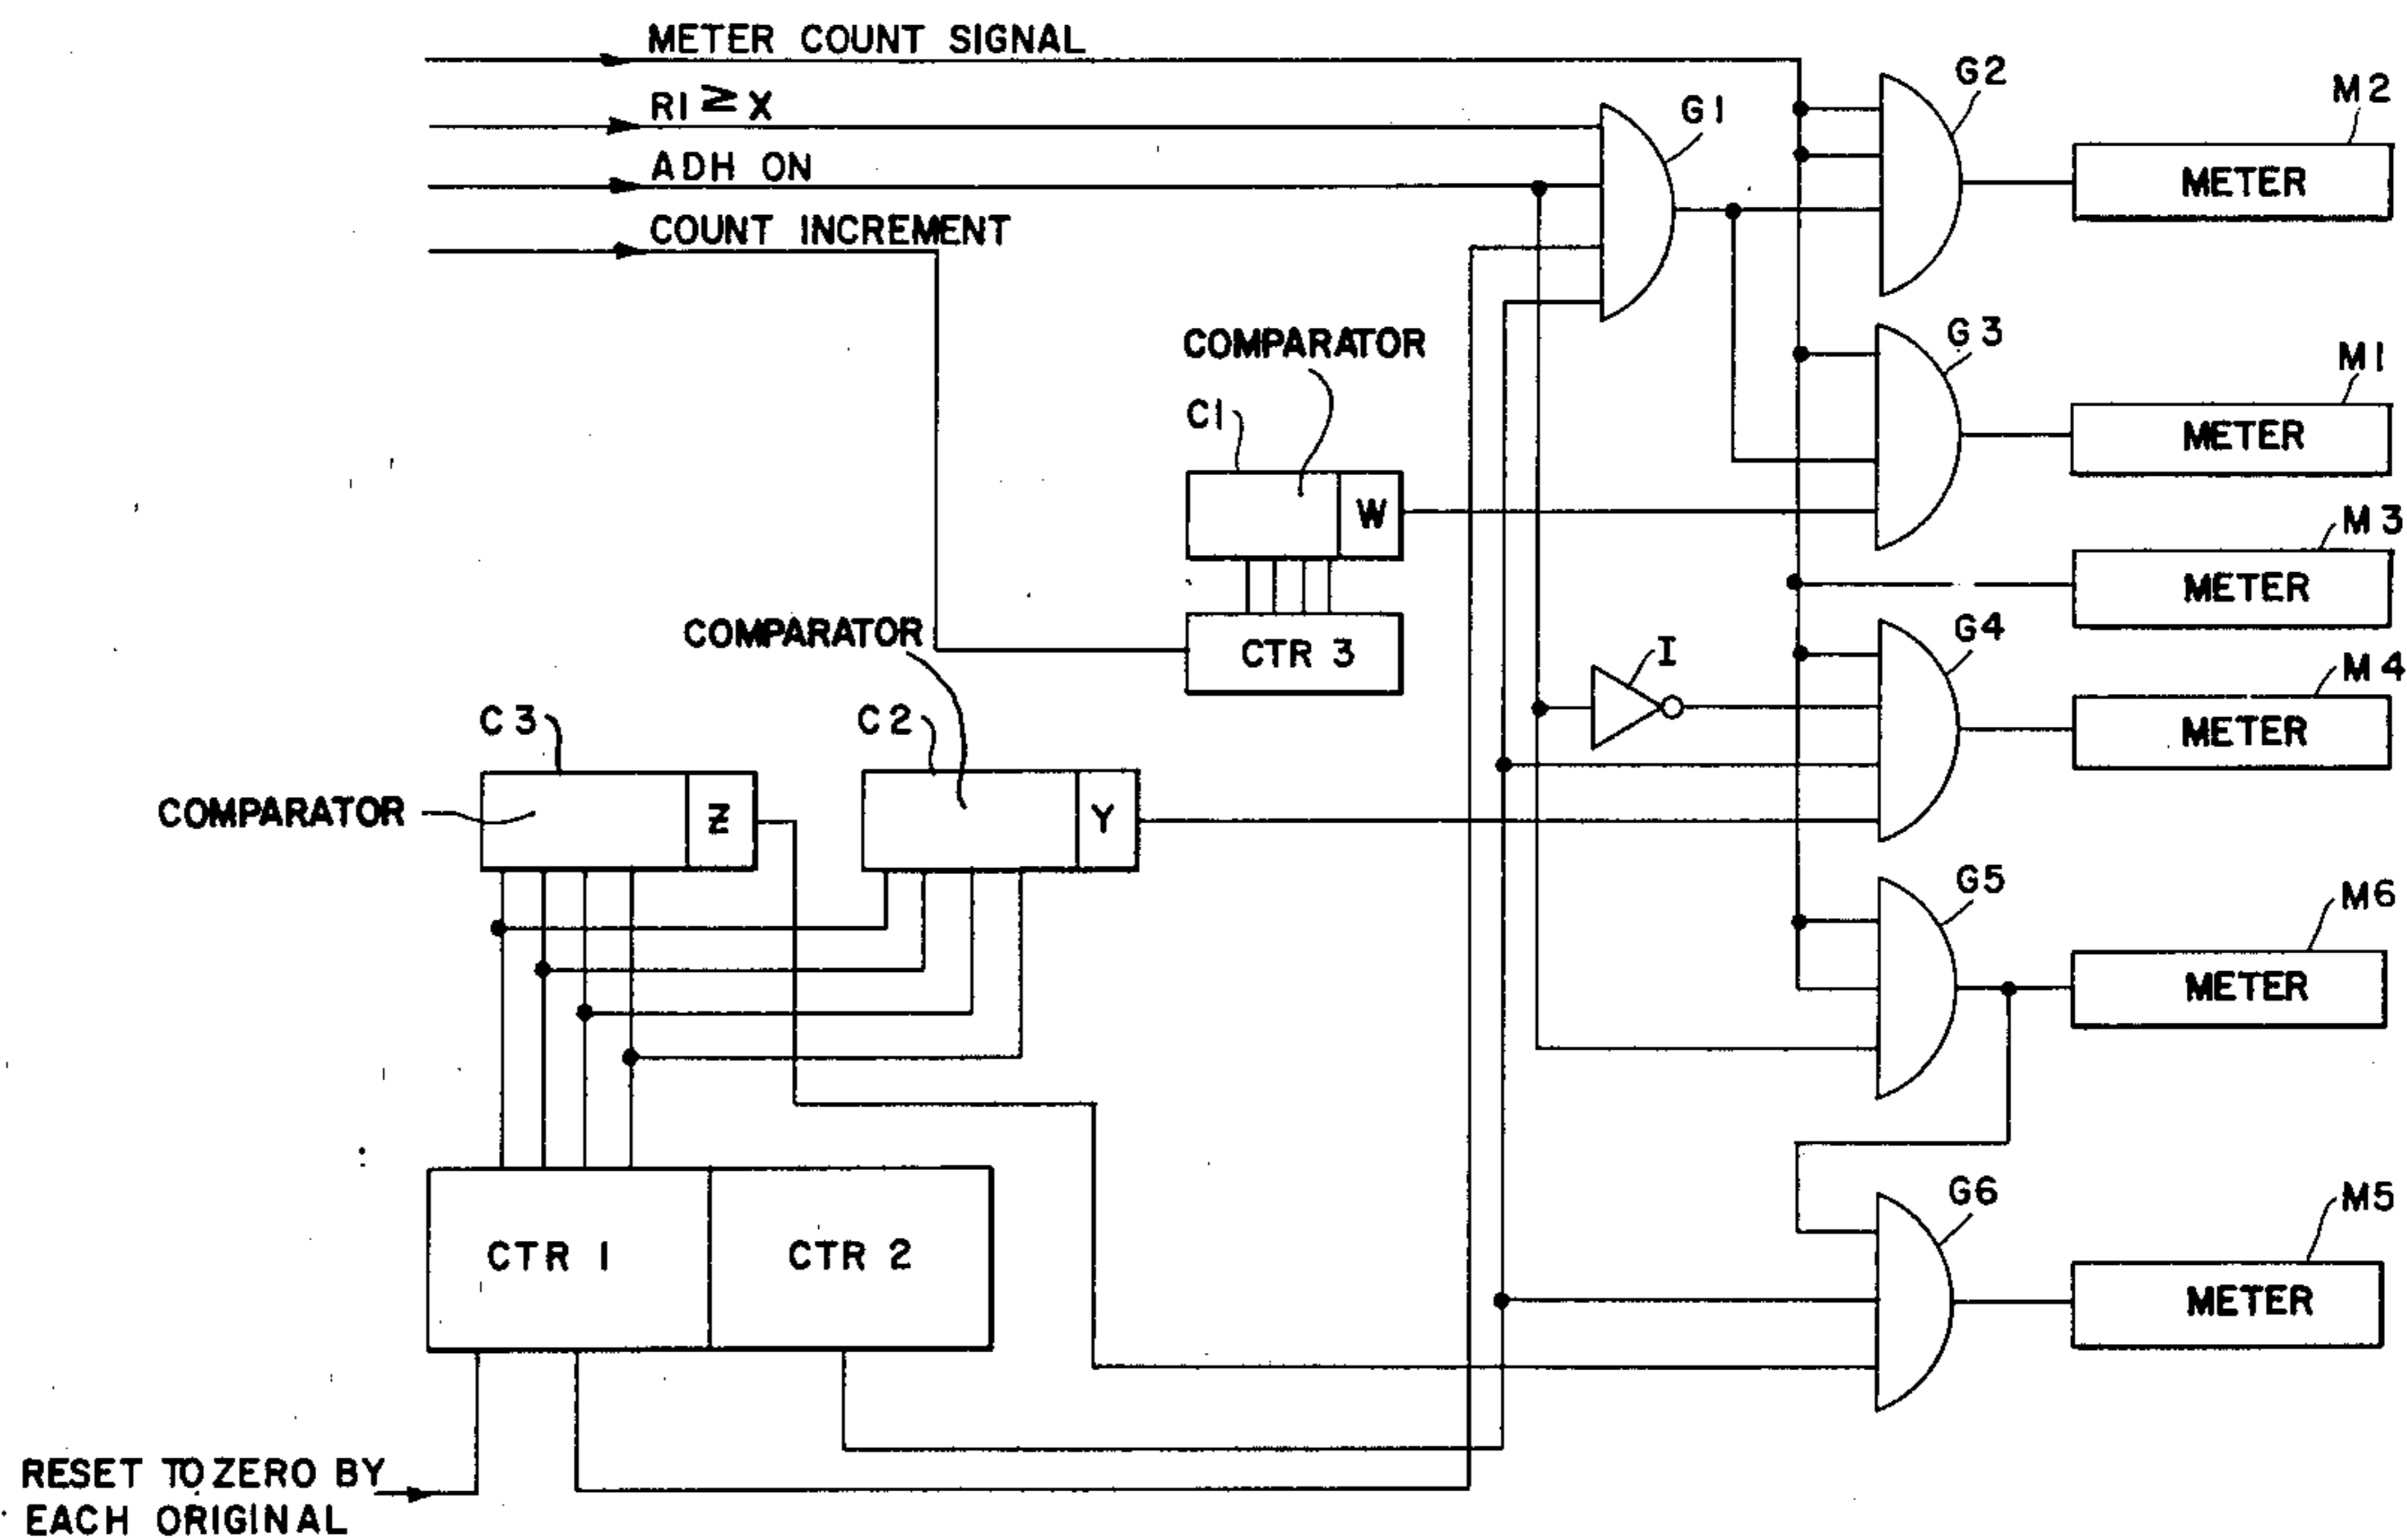 METER COUNT SIGNAL
RI ≥ X
ADH ON
COUNT INCREMENT
G1
G2
M2
METER
G3
M1
METER
COMPARATOR
C1
W
CTR 3
M3
METER
G4
M4
METER
I
COMPARATOR
C3
C2
COMPARATOR
Z
Y
G5
M6
METER
G6
M5
METER
CTR 1
CTR 2
RESET TO ZERO BY
EACH ORIGINAL